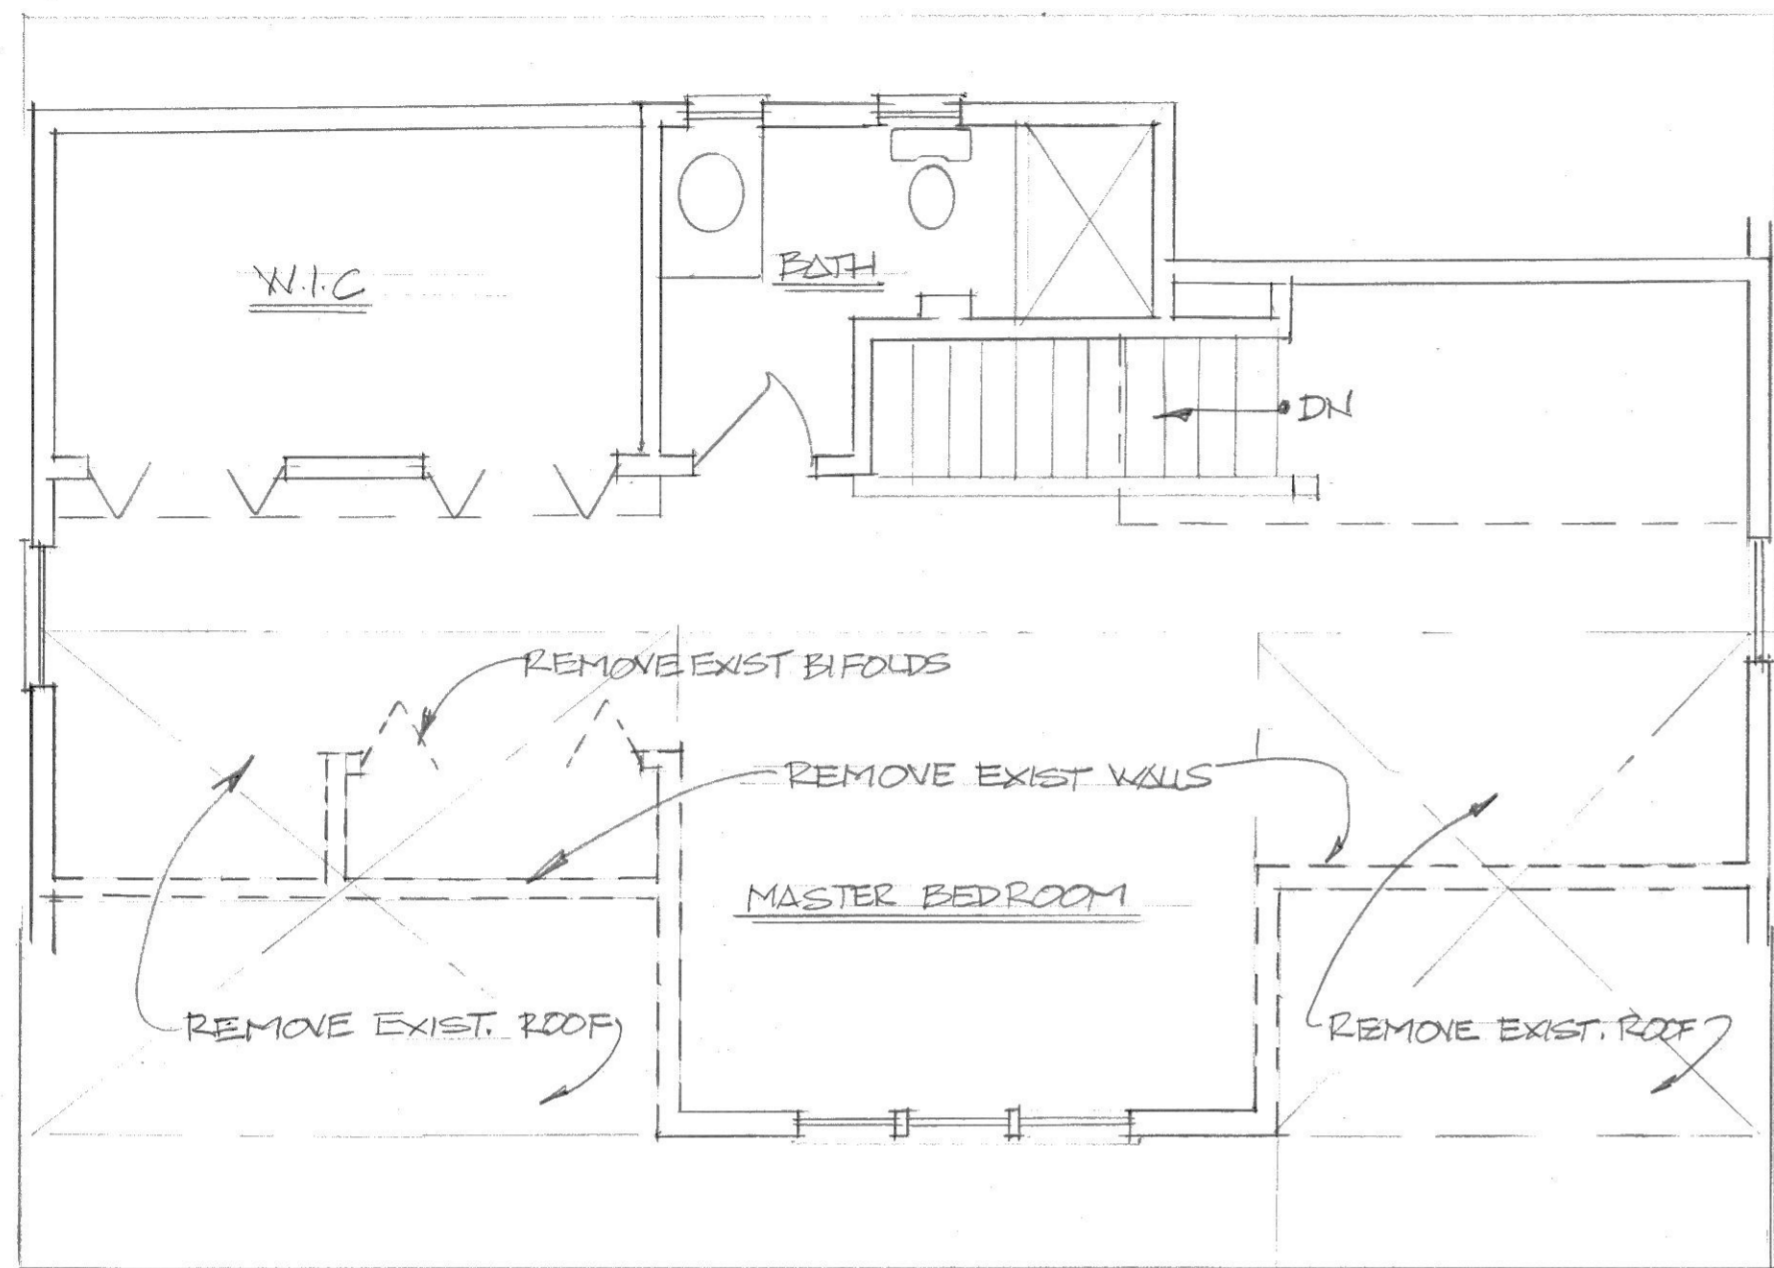 W.I.C
BATH
DN
REMOVE EXIST BIFOLDS
REMOVE EXIST WALLS
MASTER BEDROOM
REMOVE EXIST. ROOF
REMOVE EXIST. ROOF